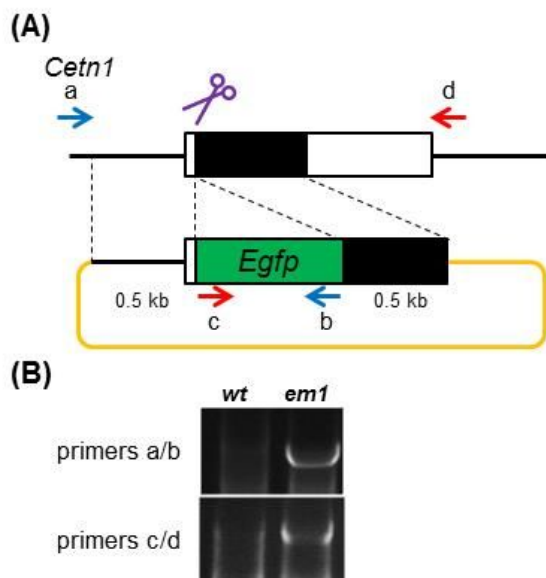 (A)
Cetn1
a
d
Egfp
0.5 kb
c
b
0.5 kb
(B)
wt em1
primers a/b
primers c/d